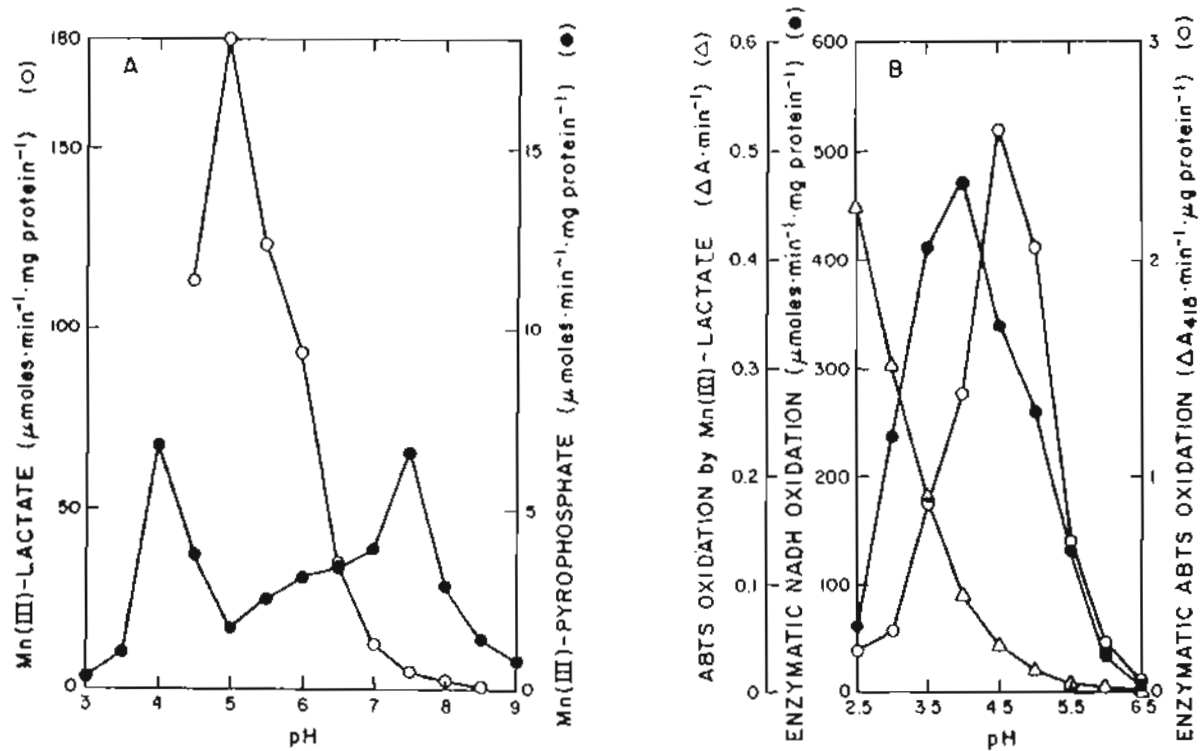 A
Mn(III)-LACTATE (μmoles·min⁻¹·mg protein⁻¹) (○)
180
150
100
50
0
3 4 5 6 7 8 9
pH
15
10
5
0
Mn(III)-PYROPHOSPHATE (μmoles·min⁻¹·mg protein⁻¹) (●)
B
ABTS OXIDATION by Mn(III)-LACTATE (ΔA·min⁻¹) (△)
0.6
0.5
0.4
0.3
0.2
0.1
0
ENZYMATIC NADH OXIDATION (μmoles·min⁻¹·mg protein⁻¹) (●)
600
500
400
300
200
100
0
2.5 3.5 4.5 5.5 6.5
pH
3
2
1
0
ENZYMATIC ABTS OXIDATION (ΔA₄₁₈·min⁻¹·μg protein⁻¹) (○)